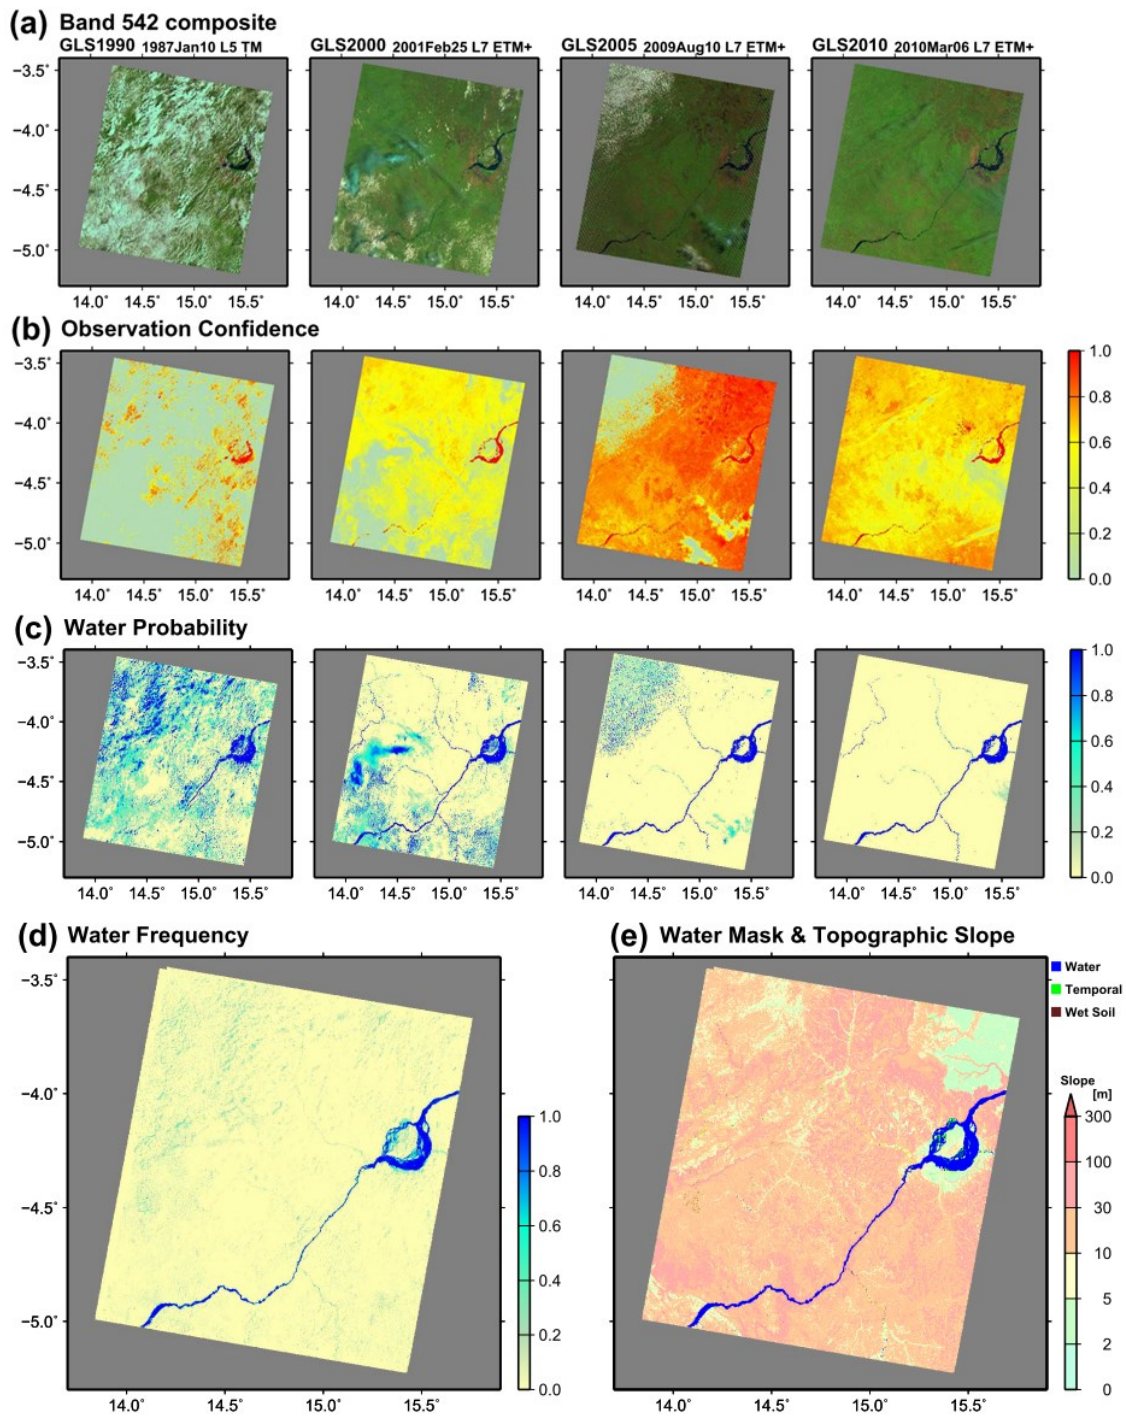 (a) Band 542 composite
GLS1990 1987Jan10 L5 TM
GLS2000 2001Feb25 L7 ETM+
GLS2005 2009Aug10 L7 ETM+
GLS2010 2010Mar06 L7 ETM+
−3.5°
−4.0°
−4.5°
−5.0°
14.0° 14.5° 15.0° 15.5°
14.0° 14.5° 15.0° 15.5°
14.0° 14.5° 15.0° 15.5°
14.0° 14.5° 15.0° 15.5°
(b) Observation Confidence
−3.5°
−4.0°
−4.5°
−5.0°
14.0° 14.5° 15.0° 15.5°
14.0° 14.5° 15.0° 15.5°
14.0° 14.5° 15.0° 15.5°
14.0° 14.5° 15.0° 15.5°
1.0
0.8
0.6
0.4
0.2
0.0
(c) Water Probability
−3.5°
−4.0°
−4.5°
−5.0°
14.0° 14.5° 15.0° 15.5°
14.0° 14.5° 15.0° 15.5°
14.0° 14.5° 15.0° 15.5°
14.0° 14.5° 15.0° 15.5°
1.0
0.8
0.6
0.4
0.2
0.0
(d) Water Frequency
−3.5°
−4.0°
−4.5°
−5.0°
14.0° 14.5° 15.0° 15.5°
1.0
0.8
0.6
0.4
0.2
0.0
(e) Water Mask & Topographic Slope
Water
Temporal
Wet Soil
Slope
[m]
300
100
30
10
5
2
0
14.0° 14.5° 15.0° 15.5°